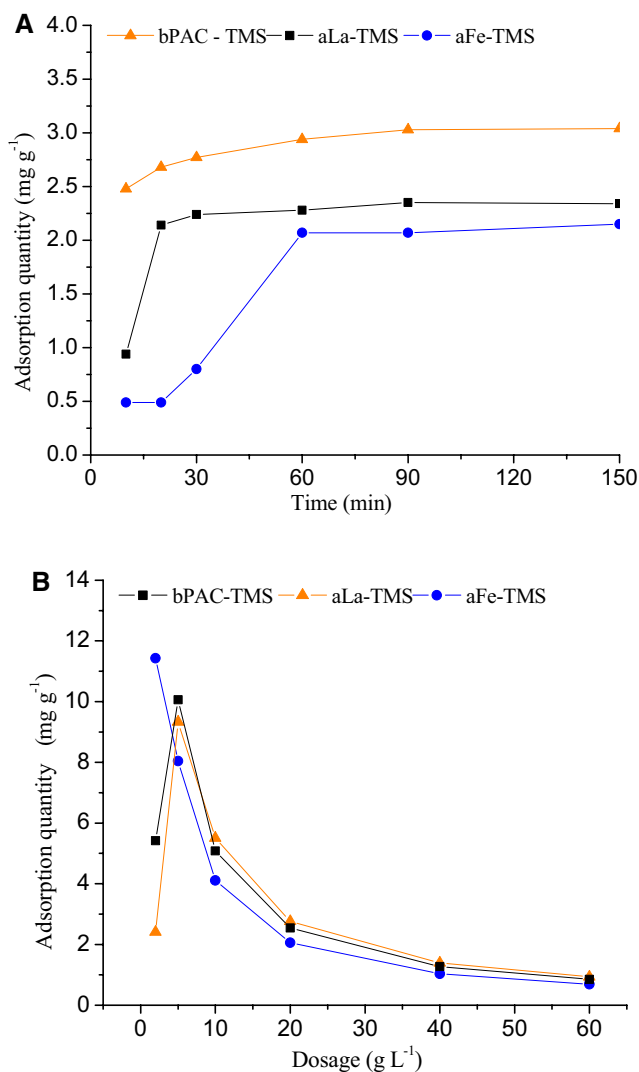 A
bPAC - TMS aLa-TMS aFe-TMS
4.0
3.5
3.0
2.5
2.0
1.5
1.0
0.5
0.0
Adsorption quantity (mg g-1)
0 30 60 90 120 150
Time (min)
B
bPAC-TMS aLa-TMS aFe-TMS
14
12
10
8
6
4
2
0
Adsorption quantity (mg g-1)
0 10 20 30 40 50 60
Dosage (g L-1)